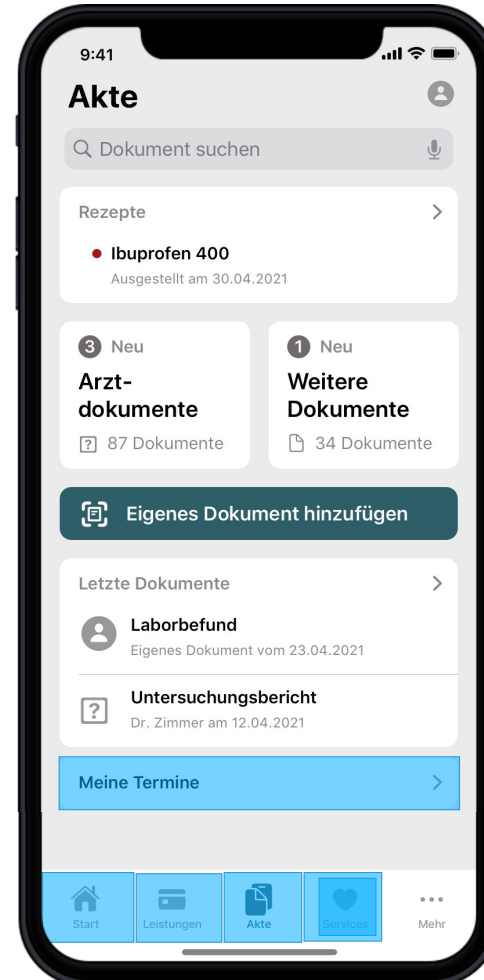 9:41
Akte
Dokument suchen
Rezepte
Ibuprofen 400
Ausgestellt am 30.04.2021
3 Neu
Arzt-
dokumente
? 87 Dokumente
1 Neu
Weitere
Dokumente
34 Dokumente
Eigenes Dokument hinzufügen
Letzte Dokumente
Laborbefund
Eigenes Dokument vom 23.04.2021
? Untersuchungsbericht
Dr. Zimmer am 12.04.2021
Meine Termine
Start
Leistungen
Akte
Services
Mehr